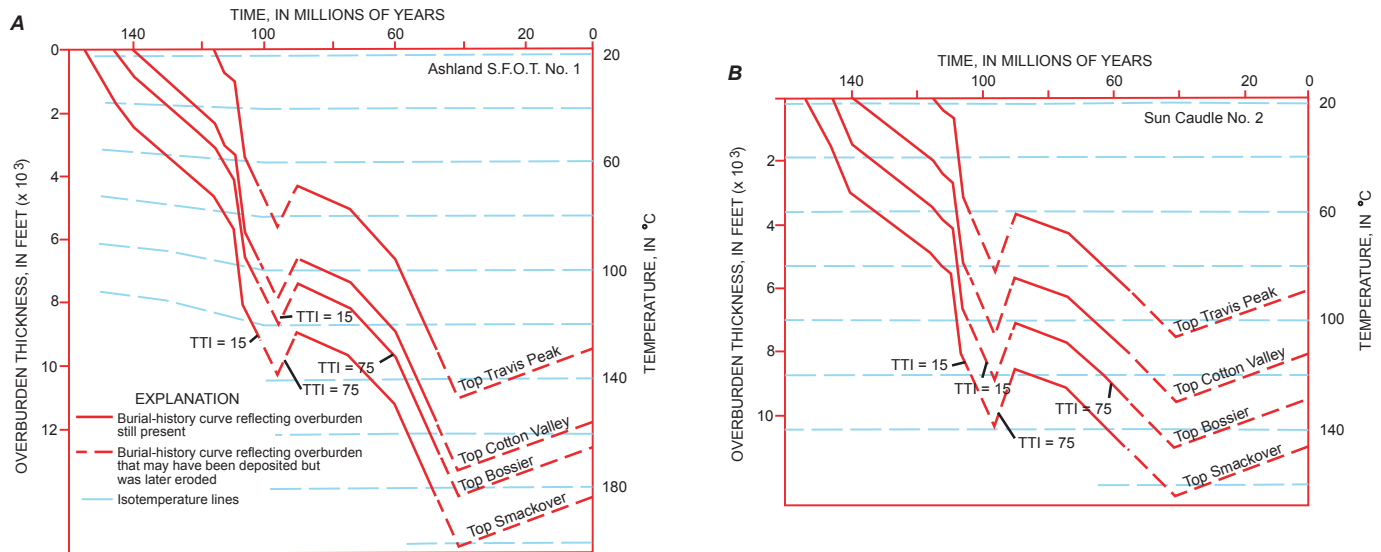 A
TIME, IN MILLIONS OF YEARS
140 100 60 0
Ashland S.F.O.T. No. 1
OVERBURDEN THICKNESS, IN FEET (x 10³)
0
2
4
6
8
10
12
20
60
100
140
180
TEMPERATURE, IN °C
TTI = 15
TTI = 15
TTI = 75
TTI = 75
Top Travis Peak
Top Cotton Valley
Top Bossier
Top Smackover
EXPLANATION
Burial-history curve reflecting overburden
still present
Burial-history curve reflecting overburden
that may have been deposited but
was later eroded
Isotemperature lines
B
TIME, IN MILLIONS OF YEARS
140 100 60 20 0
Sun Caudle No. 2
OVERBURDEN THICKNESS, IN FEET (x 10³)
2
4
6
8
10
20
60
100
140
TEMPERATURE, IN °C
TTI = 15
TTI = 15
TTI = 75
TTI = 75
Top Travis Peak
Top Cotton Valley
Top Bossier
Top Smackover